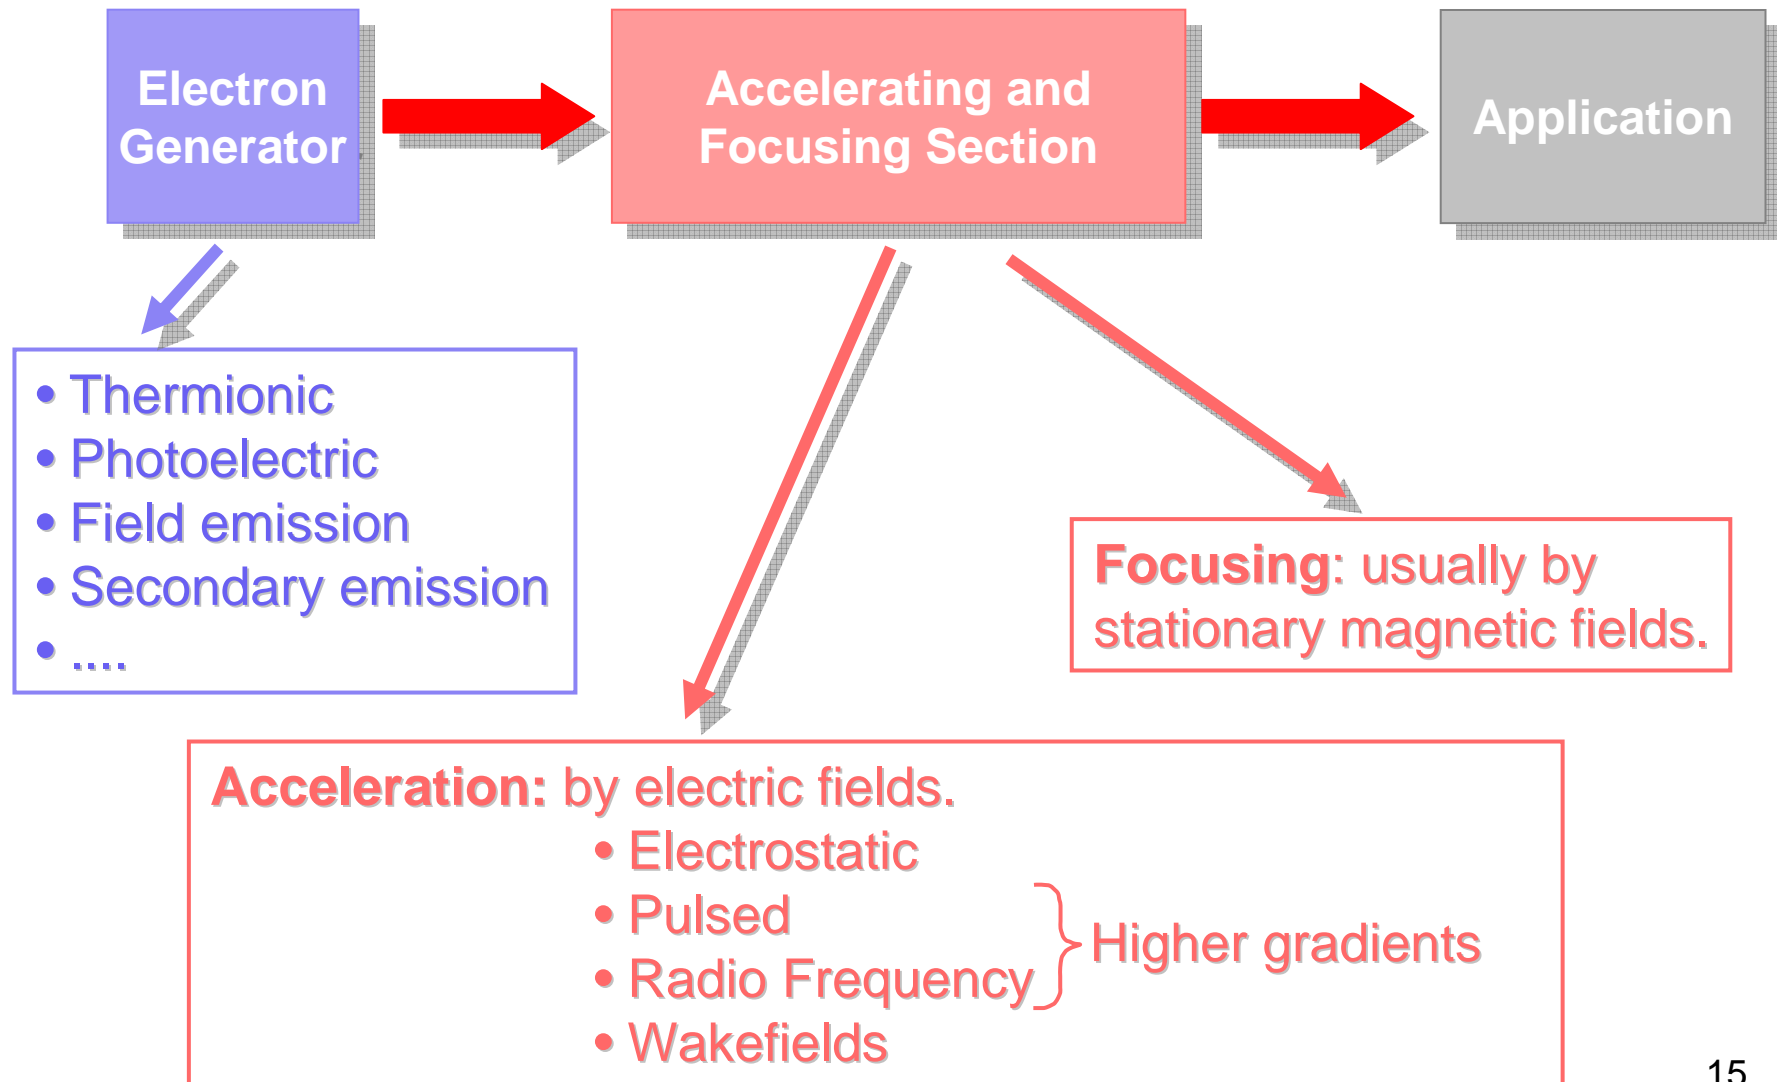 Electron
Generator
Accelerating and
Focusing Section
Application
• Thermionic
• Photoelectric
• Field emission
• Secondary emission
• ....
Focusing: usually by
stationary magnetic fields.
Acceleration: by electric fields.
• Electrostatic
• Pulsed
• Radio Frequency
Higher gradients
• Wakefields
15